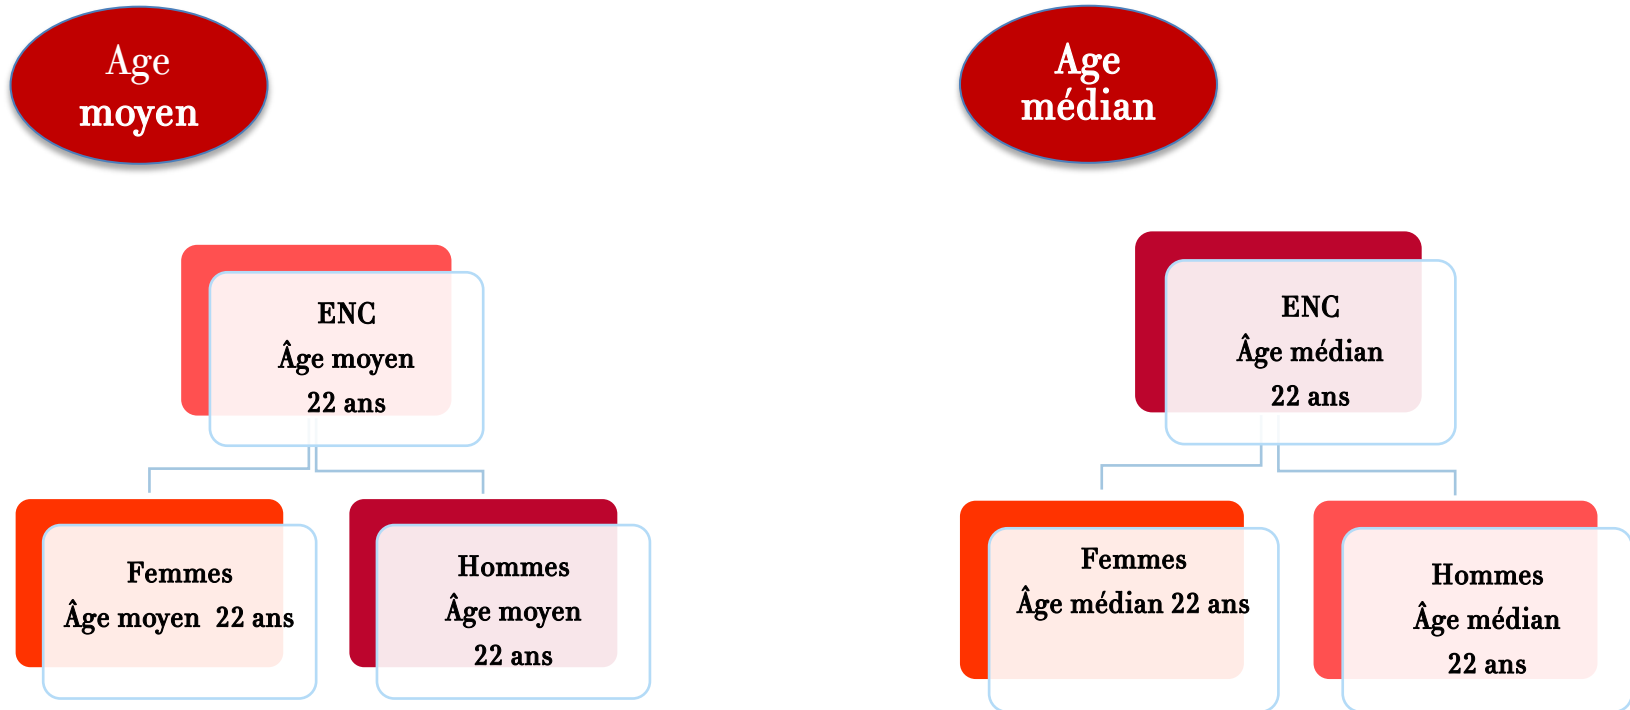 Age
moyen
ENC
Âge moyen
22 ans
Femmes
Âge moyen 22 ans
Hommes
Âge moyen
22 ans
Age
médian
ENC
Âge médian
22 ans
Femmes
Âge médian 22 ans
Hommes
Âge médian
22 ans